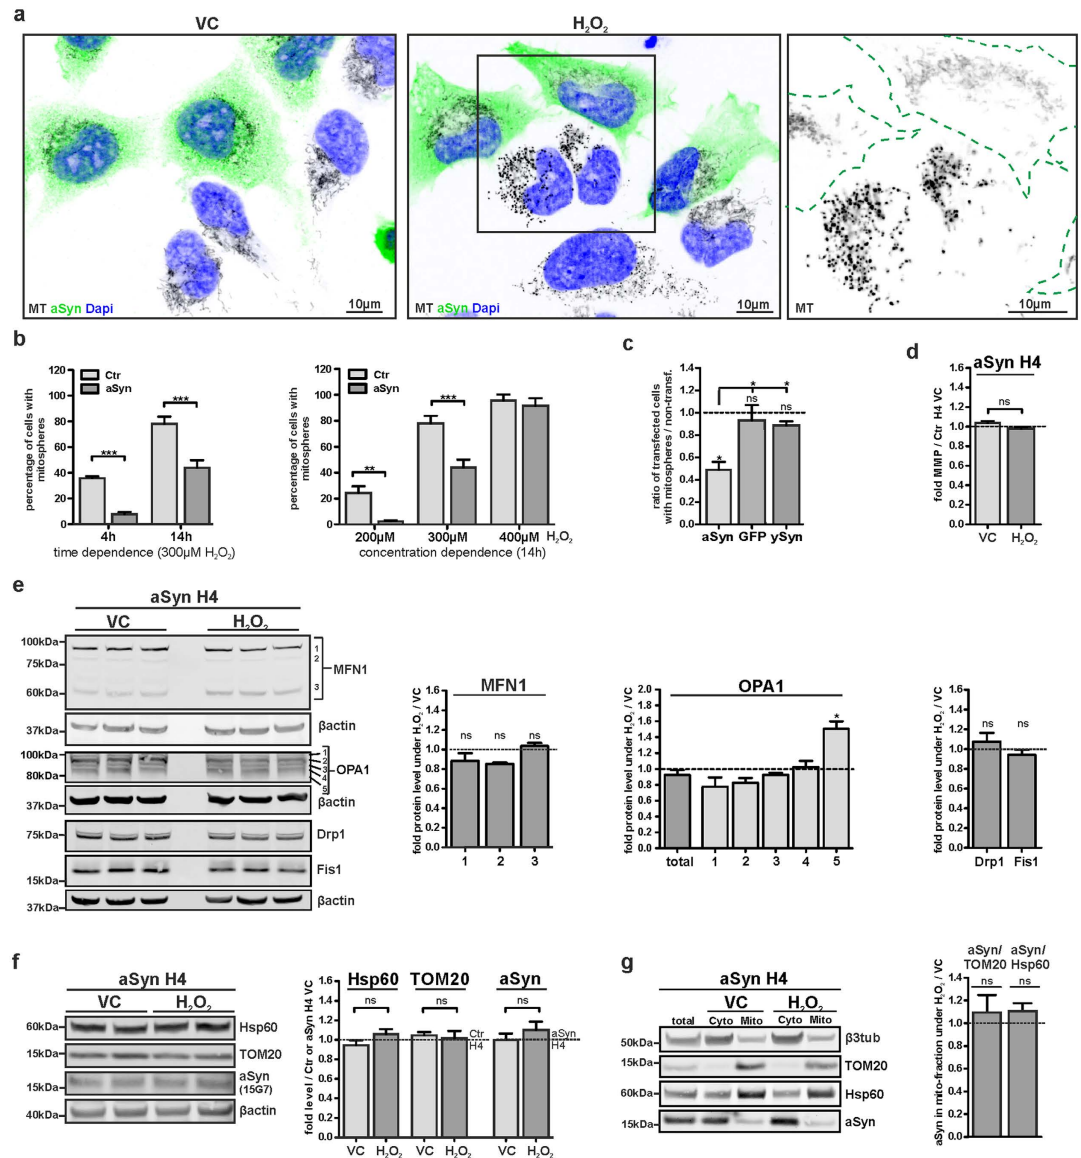 a
VC
H₂O₂
MT aSyn Dapi
10µm
MT aSyn Dapi
10µm
MT
10µm
b
percentage of cells with
mitospheres
120
100
80
60
40
20
0
Ctr
aSyn
***
***
4h
14h
time dependence (300µM H₂O₂)
percentage of cells with
mitospheres
120
100
80
60
40
20
0
Ctr
aSyn
**
***
200µM
300µM
400µM
H₂O₂
concentration dependence (14h)
c
ratio of transfected cells
with mitospheres / non-transf.
1.4
1.2
1.0
0.8
0.6
0.4
0.2
0.0
*
*
*
ns
ns
aSyn GFP ySyn
d
aSyn H4
fold MMP / Ctr H4 VC
1.6
1.4
1.2
1.0
0.8
0.6
0.4
0.2
0.0
ns
VC
H₂O₂
e
aSyn H4
VC
H₂O₂
100kDa
75kDa
60kDa
1
2
3
MFN1
37kDa
βactin
100kDa
80kDa
1
2
3
4
5
OPA1
37kDa
βactin
75kDa
Drp1
15kDa
Fis1
37kDa
βactin
MFN1
fold protein level under H₂O₂ / VC
1.6
1.4
1.2
1.0
0.8
0.6
0.4
0.2
0.0
ns
ns
ns
1
2
3
OPA1
fold protein level under H₂O₂ / VC
2.0
1.8
1.6
1.4
1.2
1.0
0.8
0.6
0.4
0.2
0.0
*
total
1
2
3
4
5
fold protein level under H₂O₂ / VC
1.6
1.4
1.2
1.0
0.8
0.6
0.4
0.2
0.0
ns
ns
Drp1 Fis1
f
aSyn H4
VC
H₂O₂
60kDa
Hsp60
15kDa
TOM20
15kDa
aSyn
(15G7)
40kDa
βactin
Hsp60
TOM20
aSyn
fold level / Ctr or aSyn H4 VC
1.6
1.4
1.2
1.0
0.8
0.6
0.4
0.2
0.0
ns
ns
ns
Ctr
H4
aSyn
H4
VC H₂O₂ VC H₂O₂ VC H₂O₂
g
aSyn H4
VC
H₂O₂
total
Cyto
Mito
Cyto
Mito
50kDa
β3tub
15kDa
TOM20
60kDa
Hsp60
15kDa
aSyn
aSyn in mito-fraction under H₂O₂ / VC
aSyn/
TOM20
aSyn/
Hsp60
1.4
1.2
1.0
0.8
0.6
0.4
0.2
0.0
ns
ns